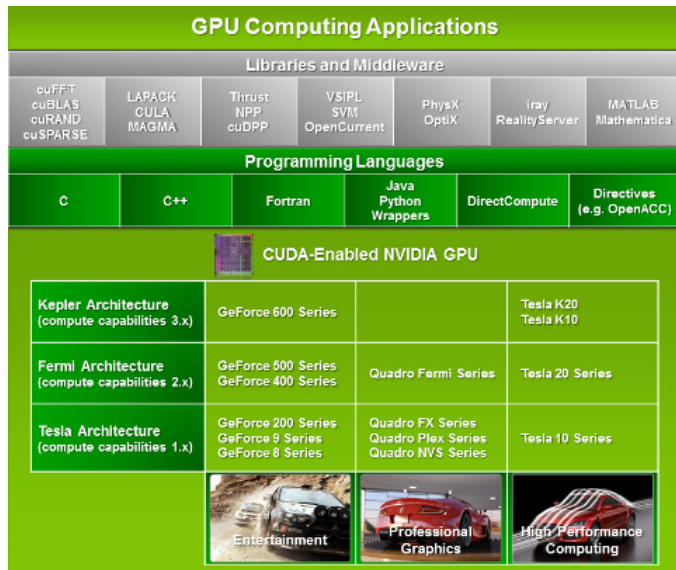 GPU Computing Applications
Libraries and Middleware
cuFFT
cuBLAS
cuRAND
cuSPARSE
LAPACK
CULA
MAGMA
Thrust
NPP
cuDPP
VSIPL
SVM
OpenCurrent
PhysX
OptiX
iray
RealityServer
MATLAB
Mathematica
Programming Languages
C
C++
Fortran
Java
Python
Wrappers
DirectCompute
Directives
(e.g. OpenACC)
CUDA-Enabled NVIDIA GPU
Kepler Architecture
(compute capabilities 3.x)
GeForce 600 Series
Tesla K20
Tesla K10
Fermi Architecture
(compute capabilities 2.x)
GeForce 500 Series
GeForce 400 Series
Quadro Fermi Series
Tesla 20 Series
Tesla Architecture
(compute capabilities 1.x)
GeForce 200 Series
GeForce 9 Series
GeForce 8 Series
Quadro FX Series
Quadro Plex Series
Quadro NVS Series
Tesla 10 Series
Entertainment
Professional
Graphics
High Performance
Computing